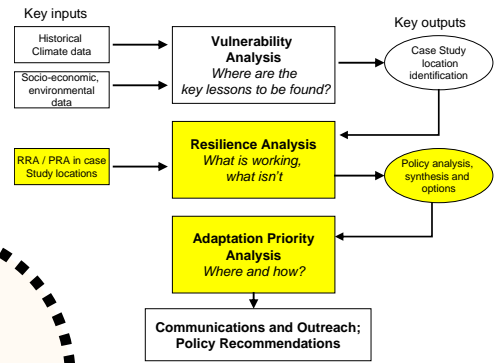 Key inputs
Key outputs
Historical
Climate data
Vulnerability
Analysis
Where are the
key lessons to be found?
Case Study
location
identification
Socio-economic,
environmental
data
RRA / PRA in case
Study locations
Resilience Analysis
What is working,
what isn't
Policy analysis,
synthesis and
options
Adaptation Priority
Analysis
Where and how?
Communications and Outreach;
Policy Recommendations